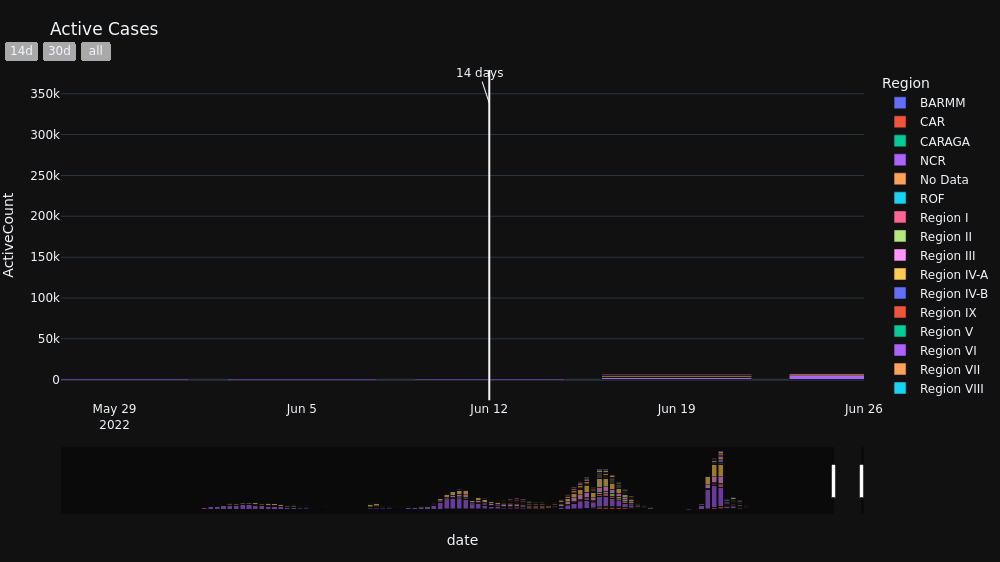 Active Cases
14d 30d all
14 days
350k
300k
250k
200k
150k
100k
50k
0
ActiveCount
May 29
2022
Jun 5
Jun 12
Jun 19
Jun 26
date
Region
BARMM
CAR
CARAGA
NCR
No Data
ROF
Region I
Region II
Region III
Region IV-A
Region IV-B
Region IX
Region V
Region VI
Region VII
Region VIII